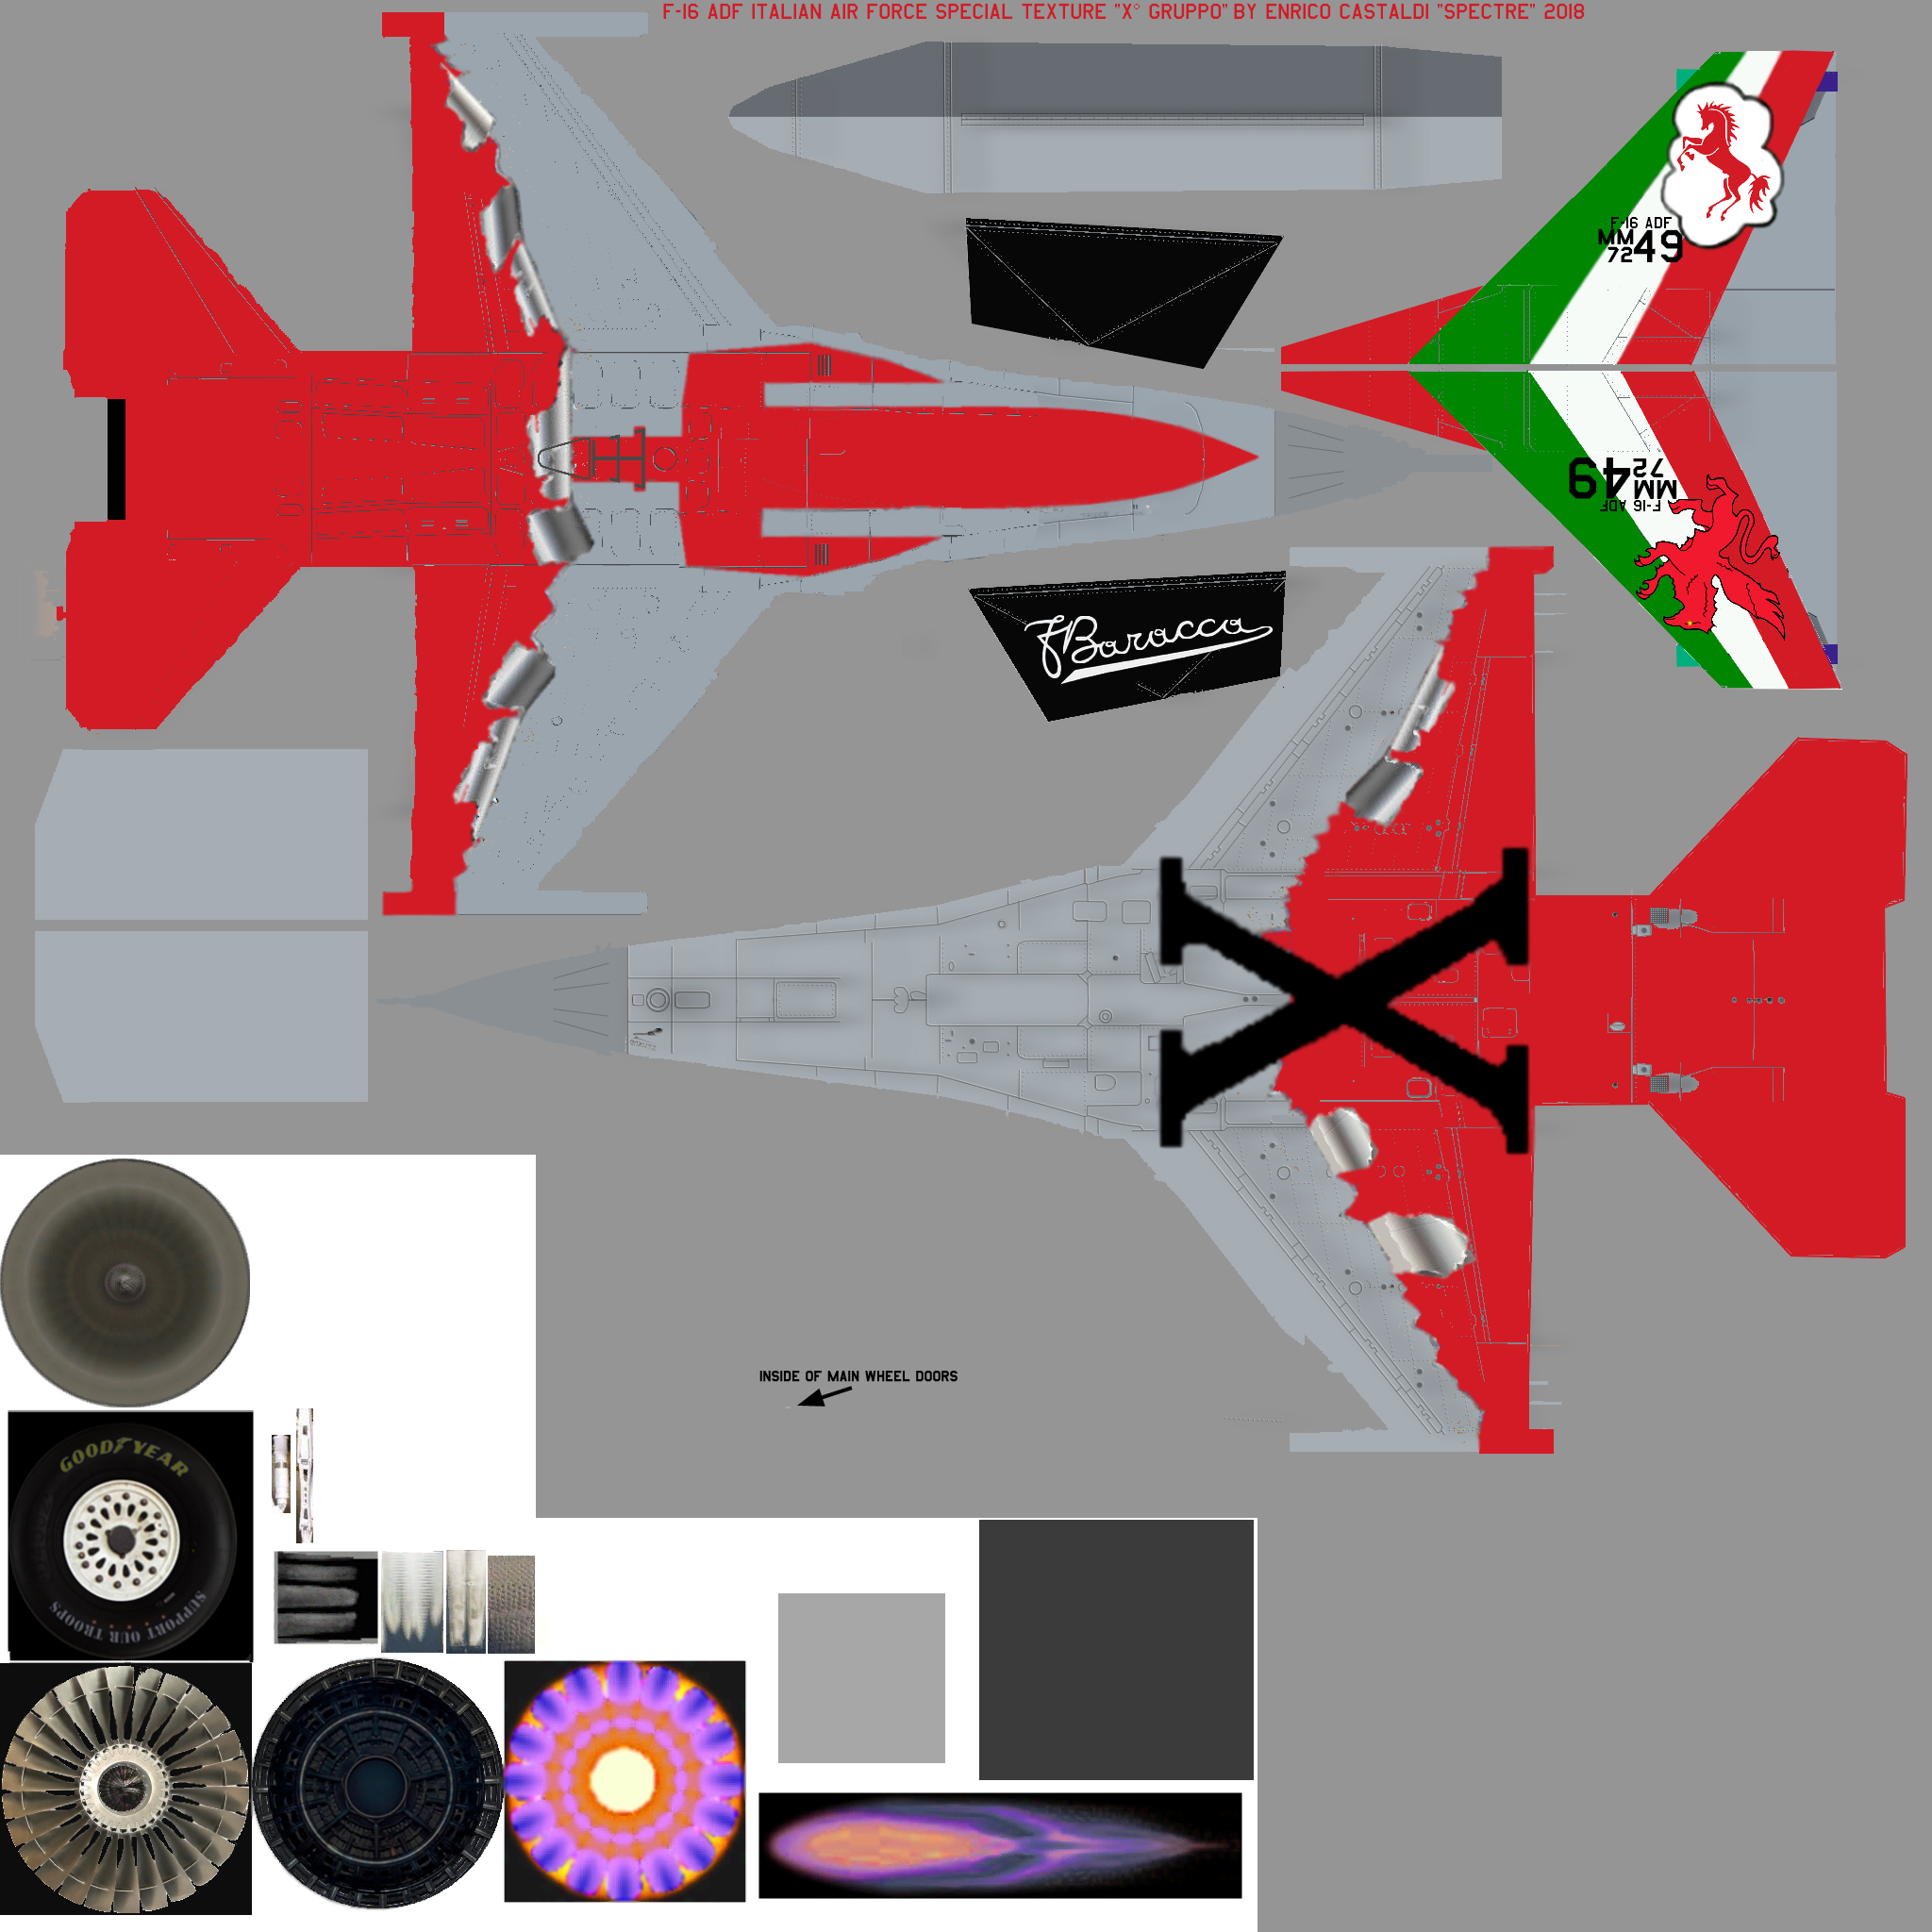 F-16 ADF ITALIAN AIR FORCE SPECIAL TEXTURE "X° GRUPPO" BY ENRICO CASTALDI "SPECTRE" 2018
F-16 ADF
MM
72
49
MM
72
49
F-16 ADF
F Baracca
X
INSIDE OF MAIN WHEEL DOORS
GOODYEAR
SUPPORT OUR TROOPS